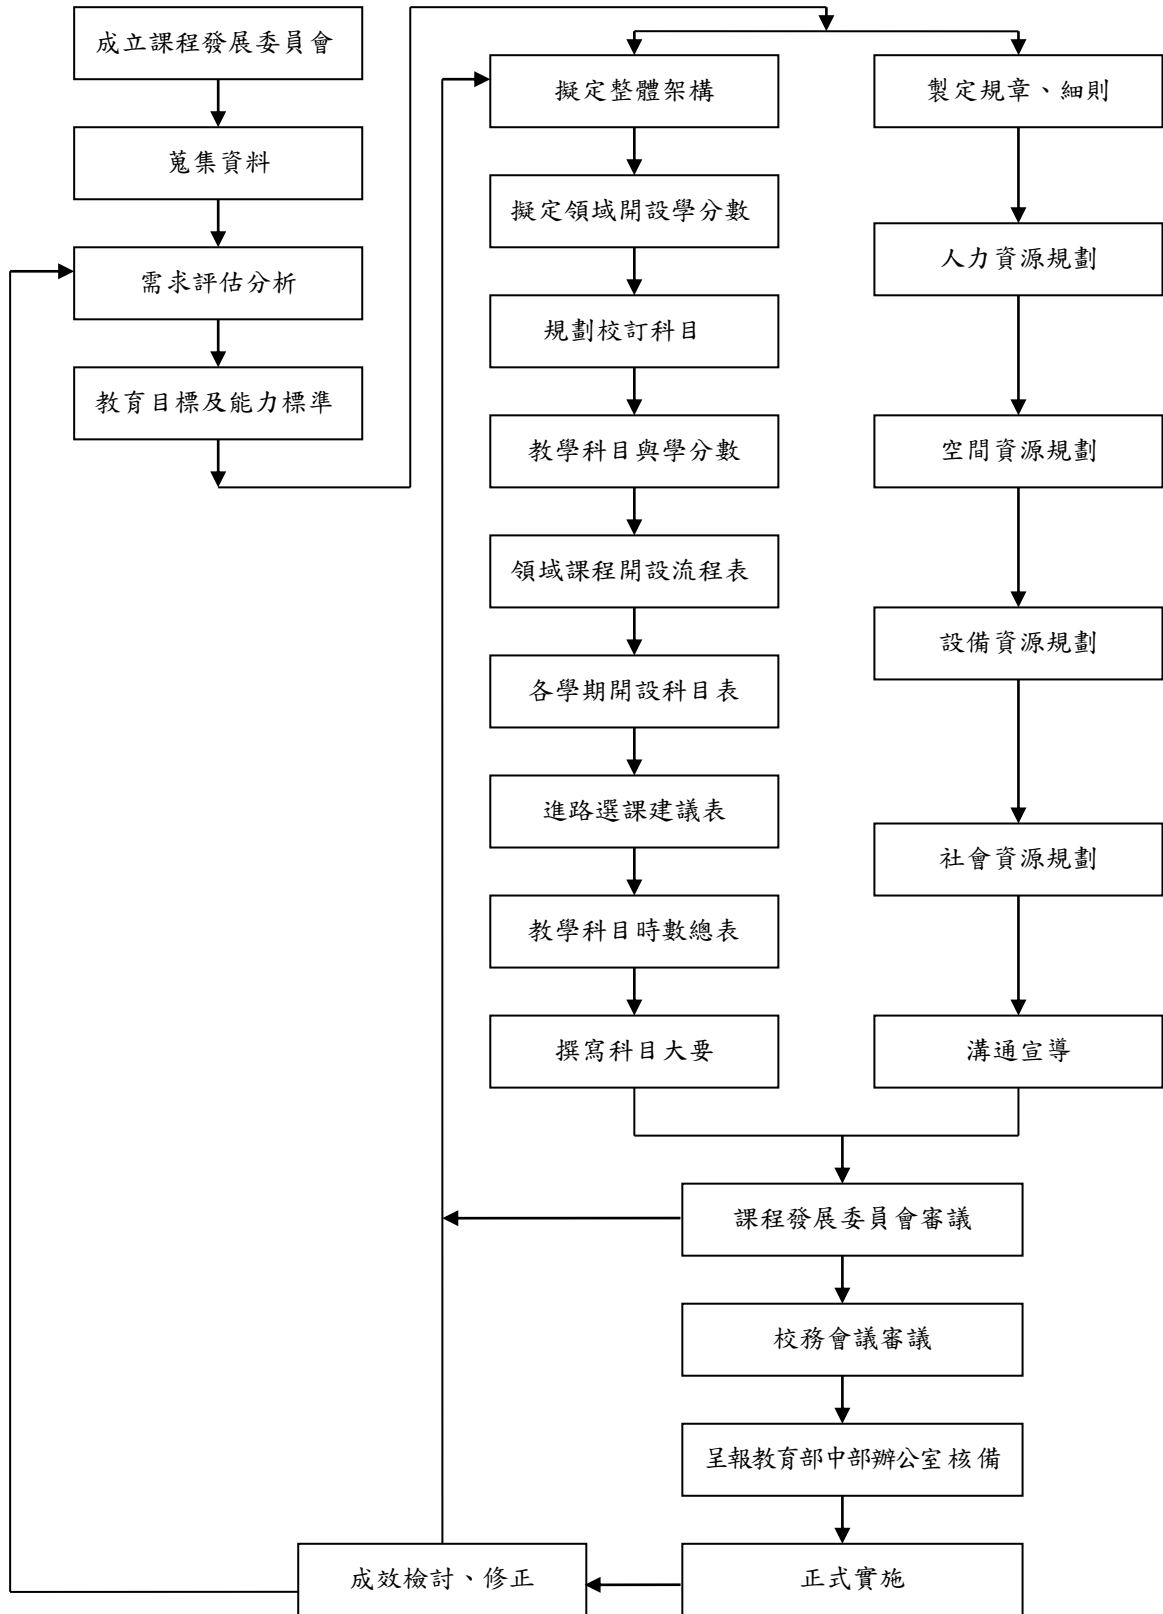 成立課程發展委員會
蒐集資料
需求評估分析
教育目標及能力標準
擬定整體架構
擬定領域開設學分數
規劃校訂科目
教學科目與學分數
領域課程開設流程表
各學期開設科目表
進路選課建議表
教學科目時數總表
撰寫科目大要
製定規章、細則
人力資源規劃
空間資源規劃
設備資源規劃
社會資源規劃
溝通宣導
課程發展委員會審議
校務會議審議
呈報教育部中部辦公室核備
正式實施
成效檢討、修正